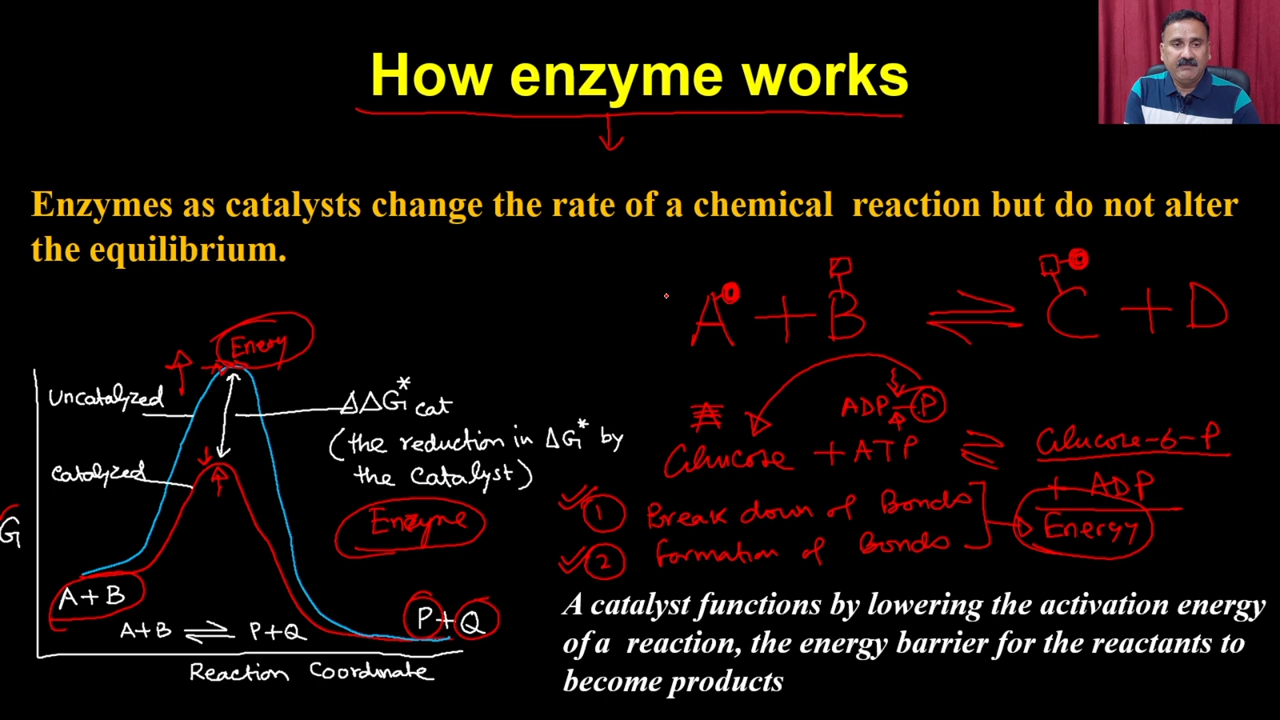 How enzyme works
Enzymes as catalysts change the rate of a chemical reaction but do not alter
the equilibrium.
A + B ⇌ C + D
Enery
Uncatalyzed
ΔΔG*cat
(the reduction in ΔG* by
the catalyst)
Catalyzed
Enzyne
G
A+B
P+Q
A+B ⇌ P+Q
Reaction Coordinate
ADP P
Glucose + ATP ⇌ Glucose-6-P
+ ADP
1 Break down of Bonds
Energy
2 Formation of Bonds
A catalyst functions by lowering the activation energy
of a reaction, the energy barrier for the reactants to
become products